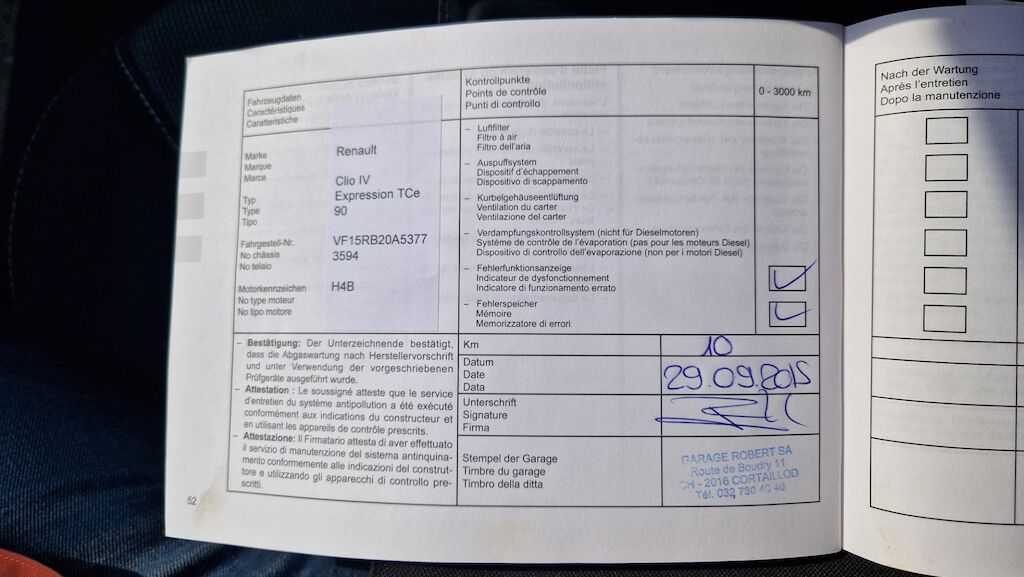 Fahrzeugdaten
Caractéristiques
Caratteristiche
Marke
Marque
Marca
Renault
Typ
Type
Tipo
Clio IV
Expression TCe
90
Fahrgestell-Nr.
No châssis
No telaio
VF15RB20A5377
3594
Motorkennzeichen
No type moteur
No tipo motore
H4B
Kontrollpunkte
Points de contrôle
Punti di controllo
0 - 3000 km
– Luftfilter
Filtre à air
Filtro dell'aria
– Auspuffsystem
Dispositif d'échappement
Dispositivo di scappamento
– Kurbelgehäuseentlüftung
Ventilation du carter
Ventilazione del carter
– Verdampfungskontrollsystem (nicht für Dieselmotoren)
Système de contrôle de l'évaporation (pas pour les moteurs Diesel)
Dispositivo di controllo dell'evaporazione (non per i motori Diesel)
– Fehlerfunktionsanzeige
Indicateur de dysfonctionnement
Indicatore di funzionamento errato
– Fehlerspeicher
Mémoire
Memorizzatore di errori
– Bestätigung: Der Unterzeichnende bestätigt,
dass die Abgaswartung nach Herstellervorschrift
und unter Verwendung der vorgeschriebenen
Prüfgeräte ausgeführt wurde.
– Attestation : Le soussigné atteste que le service
d'entretien du système antipollution a été exécuté
conformément aux indications du constructeur et
en utilisant les appareils de contrôle prescrits.
– Attestazione: Il Firmatario attesta di aver effettuato
il servizio di manutenzione del sistema antinquina-
mento conformemente alle indicazioni del construt-
tore e utilizzando gli apparecchi di controllo pre-
scritti.
Km
10
Datum
Date
Data
29.09.2015
Unterschrift
Signature
Firma
Stempel der Garage
Timbre du garage
Timbro della ditta
GARAGE ROBERT SA
Route de Boudry 11
CH - 2016 CORTAILLOD
Tél. 032 730 40 40
52
Nach der Wartung
Après l'entretien
Dopo la manutenzione